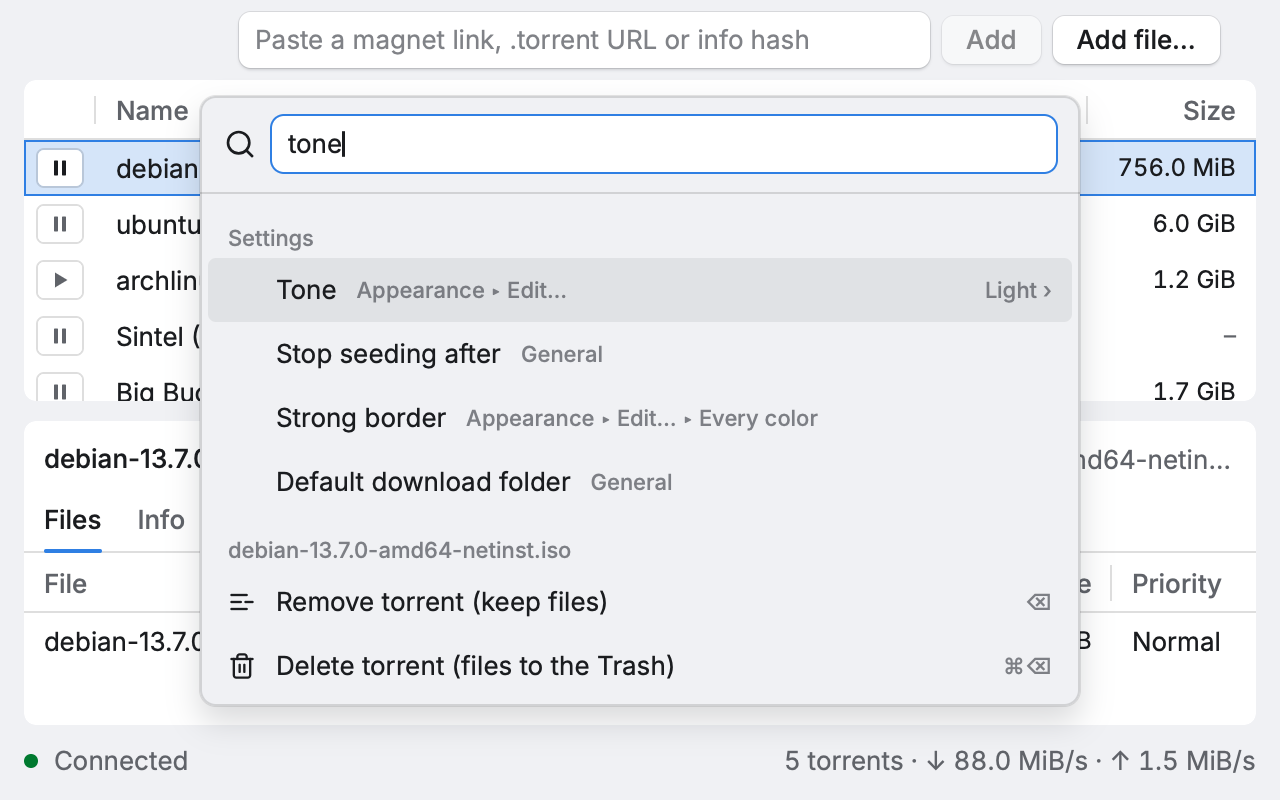 Paste a magnet link, .torrent URL or info hash
Add
Add file...
Name
Size
tone
debian
756.0 MiB
ubuntu
6.0 GiB
archlin
1.2 GiB
Sintel (
–
Big Buc
1.7 GiB
Settings
Tone Appearance ▸ Edit... Light ›
Stop seeding after General
Strong border Appearance ▸ Edit... ▸ Every color
Default download folder General
debian-13.7.0-amd64-netinst.iso
Remove torrent (keep files) ⌫
Delete torrent (files to the Trash) ⌘⌫
debian-13.7.0
md64-netin...
Files Info
File
e Priority
debian-13.7.0
B Normal
Connected
5 torrents · ↓ 88.0 MiB/s · ↑ 1.5 MiB/s